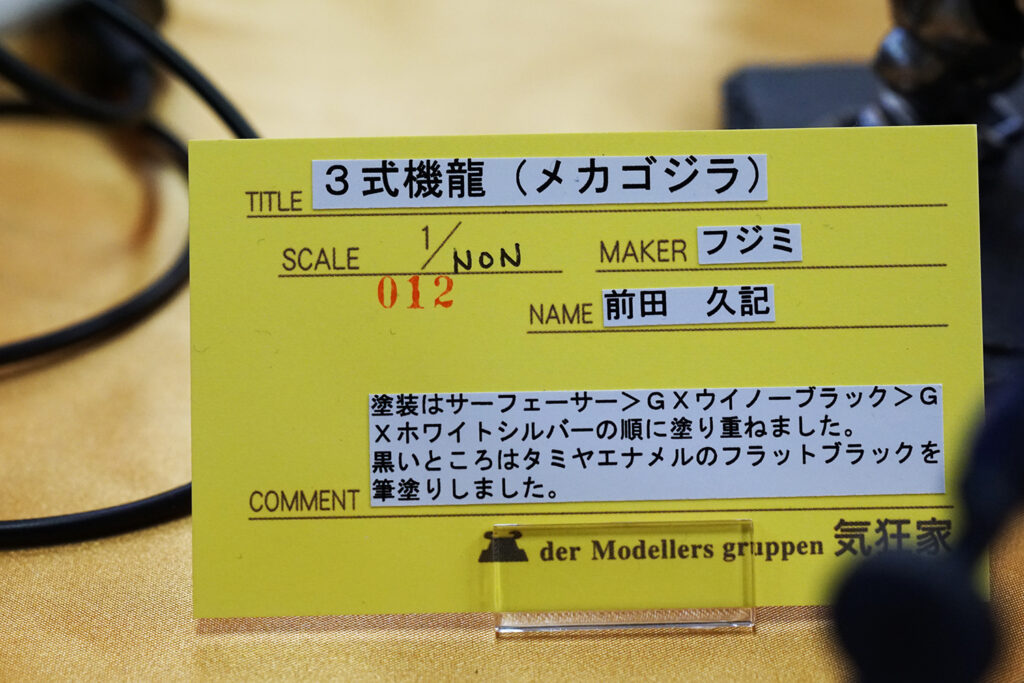 TITLE 3式機龍（メカゴジラ）
SCALE 1/NON MAKER フジミ
012
NAME 前田 久記
塗装はサーフェーサー＞GXウイノーブラック＞G
Xホワイトシルバーの順に塗り重ねました。
黒いところはタミヤエナメルのフラットブラックを
COMMENT 筆塗りしました。
der Modellers gruppen 気狂家